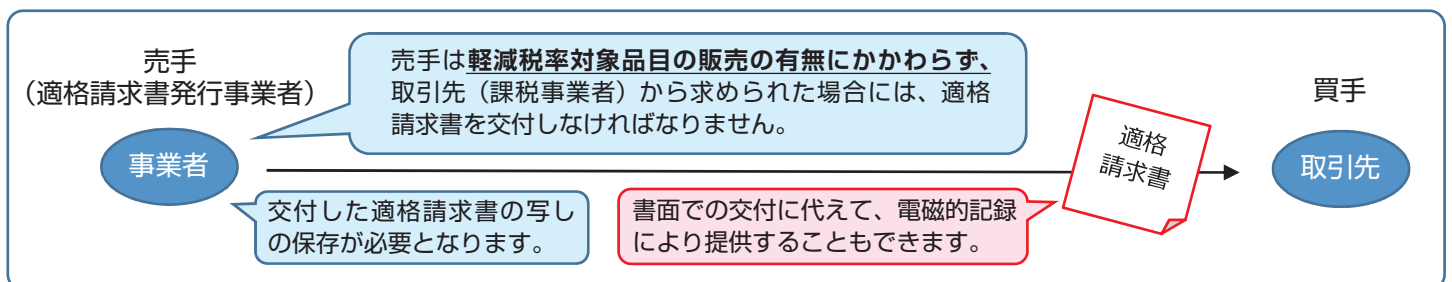 売手
（適格請求書発行事業者）
事業者
売手は軽減税率対象品目の販売の有無にかかわらず、
取引先（課税事業者）から求められた場合には、適格
請求書を交付しなければなりません。
交付した適格請求書の写し
の保存が必要となります。
書面での交付に代えて、電磁的記録
により提供することもできます。
適格
請求書
買手
取引先